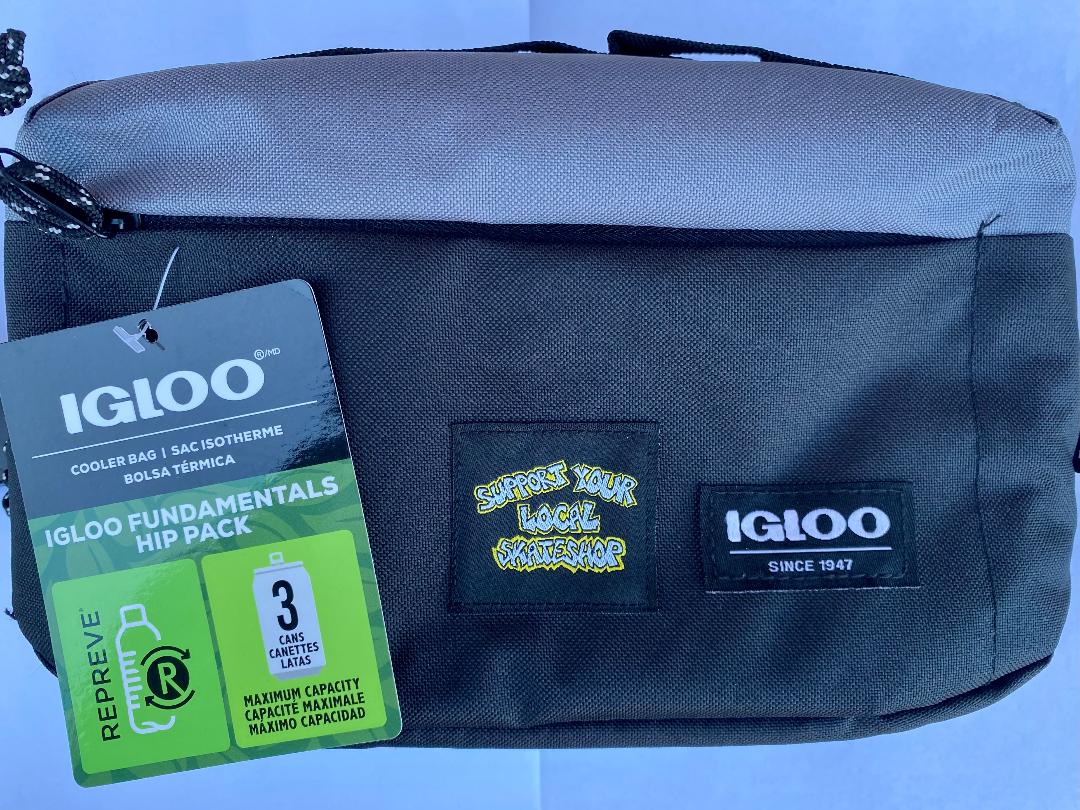 IGLOO®/MD
COOLER BAG | SAC ISOTHERME
BOLSA TÉRMICA
IGLOO FUNDAMENTALS
HIP PACK
REPREVE®
R
3
CANS
CANETTES
LATAS
MAXIMUM CAPACITY
CAPACITÉ MAXIMALE
MÁXIMO CAPACIDAD
SUPPORT YOUR
LOCAL
SKATESHOP
IGLOO
SINCE 1947